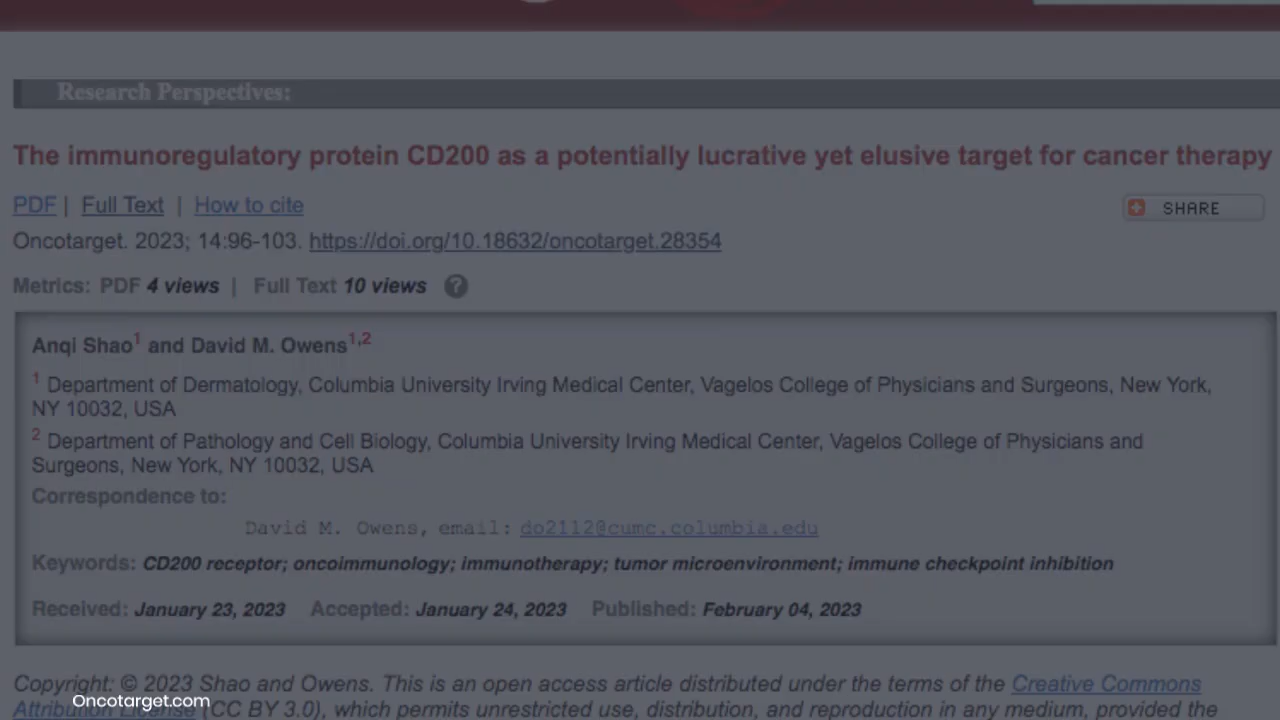 Research Perspectives:
The immunoregulatory protein CD200 as a potentially lucrative yet elusive target for cancer therapy
PDF | Full Text | How to cite
SHARE
Oncotarget. 2023; 14:96-103. https://doi.org/10.18632/oncotarget.28354
Metrics: PDF 4 views | Full Text 10 views ?
Anqi Shao1 and David M. Owens1,2
1 Department of Dermatology, Columbia University Irving Medical Center, Vagelos College of Physicians and Surgeons, New York,
NY 10032, USA
2 Department of Pathology and Cell Biology, Columbia University Irving Medical Center, Vagelos College of Physicians and
Surgeons, New York, NY 10032, USA
Correspondence to:
David M. Owens, email: do2112@cumc.columbia.edu
Keywords: CD200 receptor; oncoimmunology; immunotherapy; tumor microenvironment; immune checkpoint inhibition
Received: January 23, 2023 Accepted: January 24, 2023 Published: February 04, 2023
Copyright: © 2023 Shao and Owens. This is an open access article distributed under the terms of the Creative Commons
Attribution License (CC BY 3.0), which permits unrestricted use, distribution, and reproduction in any medium, provided the
Oncotarget.com